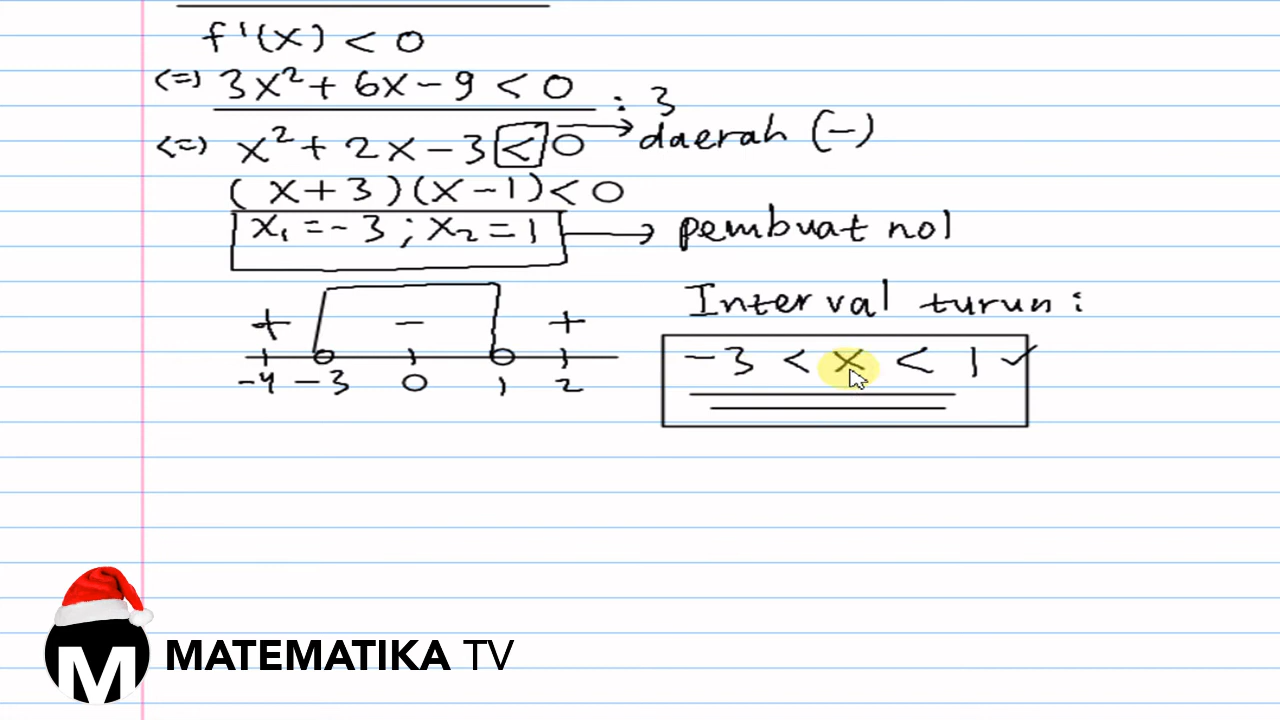 f'(x) < 0
(=) 3x² + 6x - 9 < 0 : 3
(=) x² + 2x - 3 < 0 daerah (-)
(x+3)(x-1) < 0
x₁ = -3 ; x₂ = 1 pembuat nol
Interval turun :
+ - +
-3 < x < 1 ✓
-4 -3 0 1 2
M MATEMATIKA TV